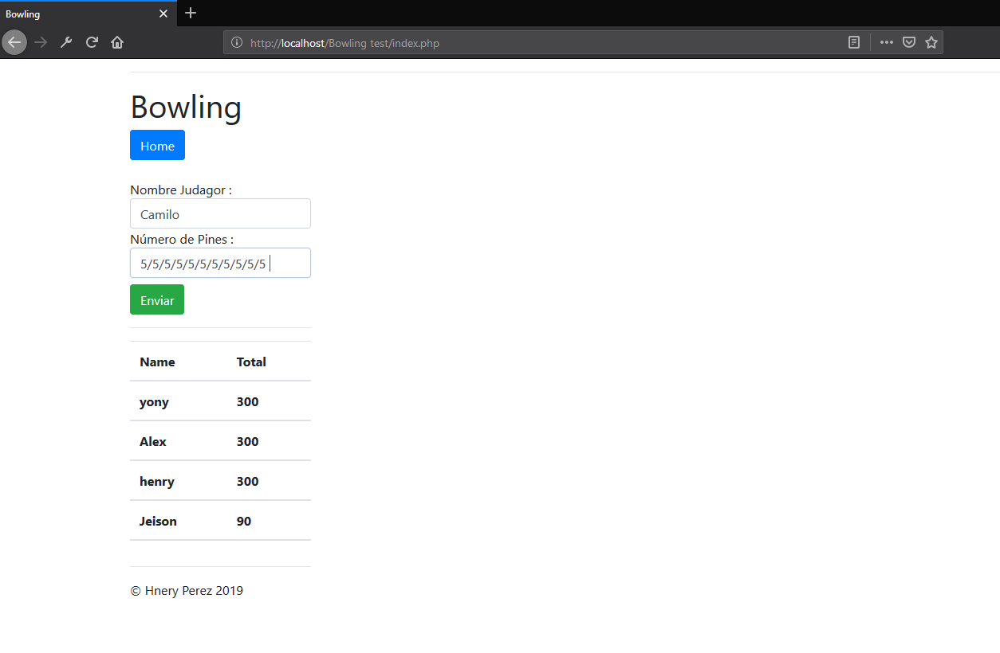 Bowling
http://localhost/Bowling test/index.php
Bowling
Home
Nombre Judagor :
Camilo
Número de Pines :
5/5/5/5/5/5/5/5/5/5/5
Enviar
Name Total
yony 300
Alex 300
henry 300
Jeison 90
© Hnery Perez 2019